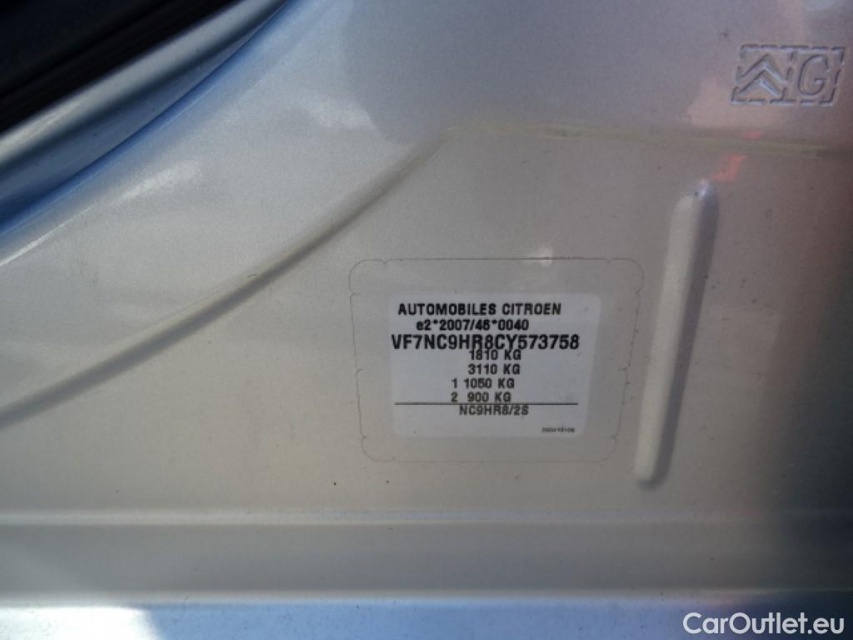 G
AUTOMOBILES CITROEN
e2*2007/46*0040
VF7NC9HR8CY573758
1810 KG
3110 KG
1 1050 KG
2 900 KG
NC9HR8/2S
CarOutlet.eu